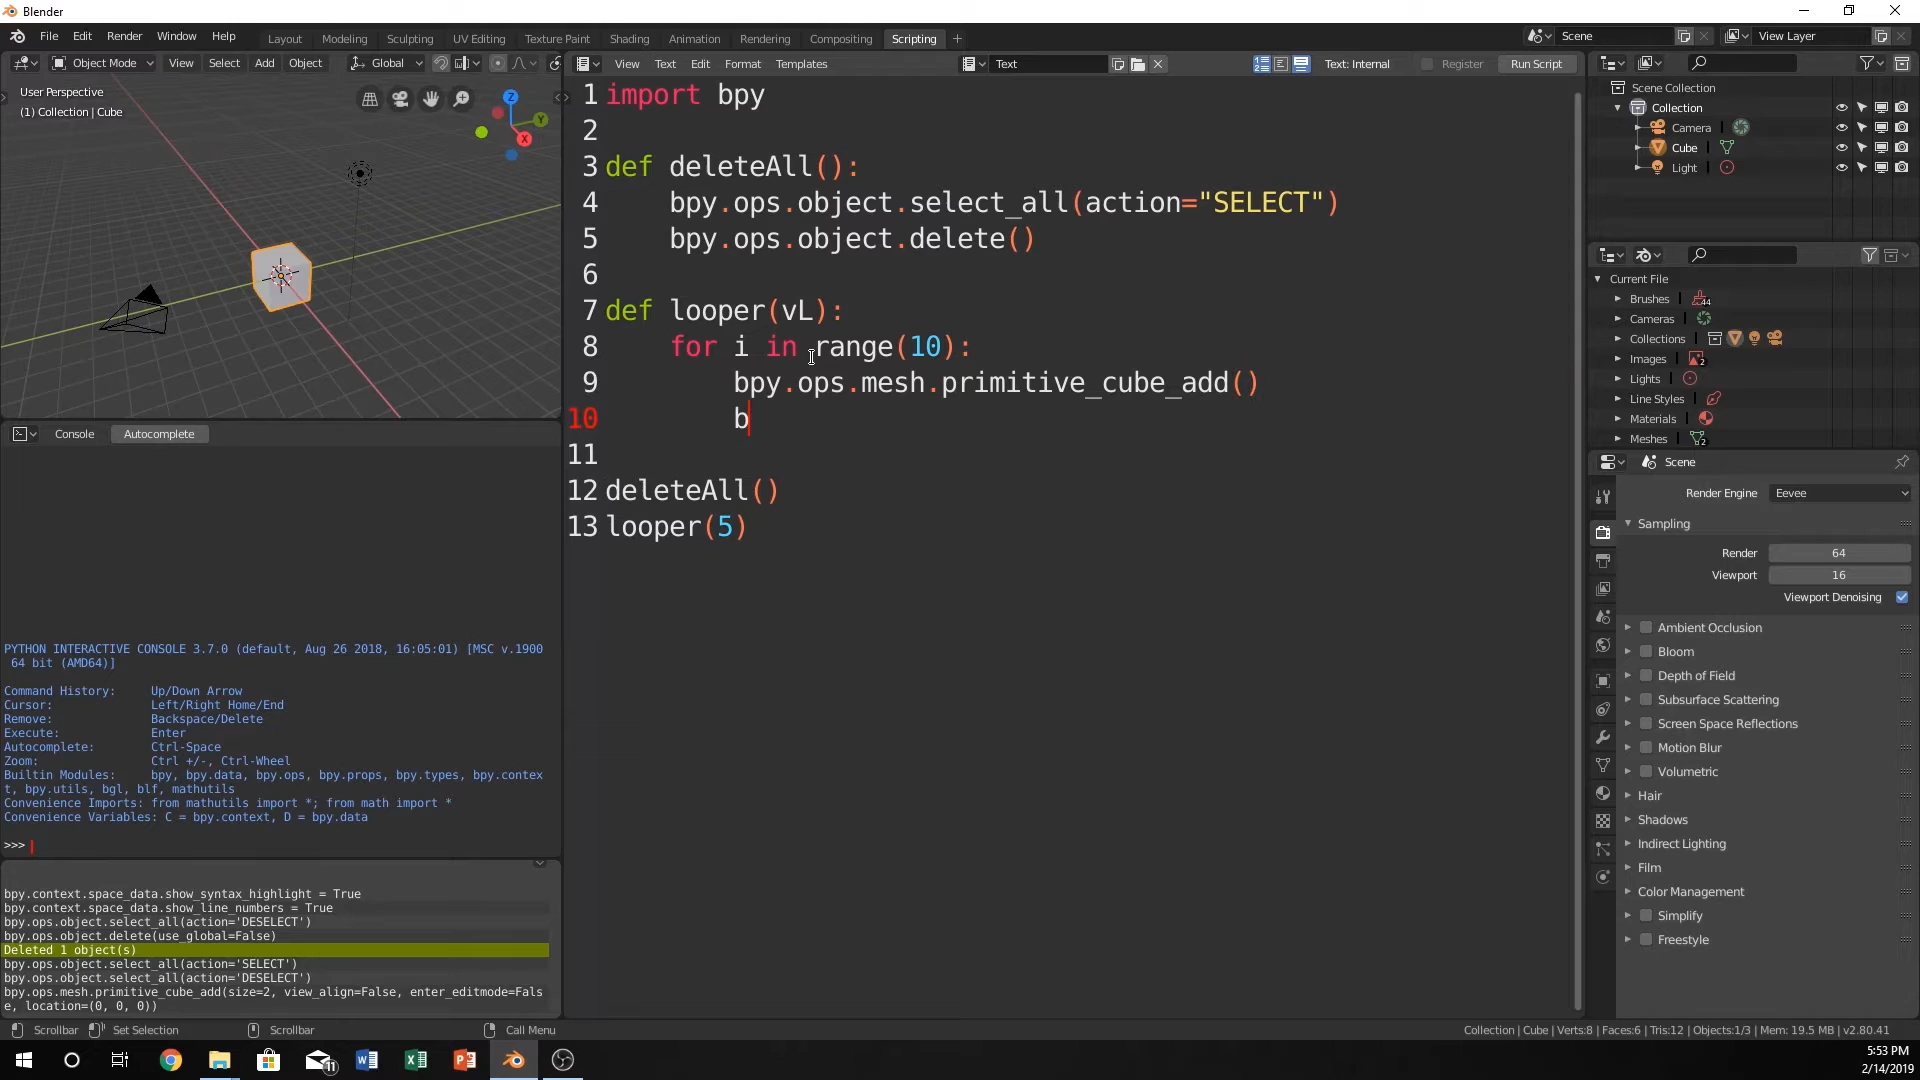 Blender
File Edit Render Window Help Layout Modeling Sculpting UV Editing Texture Paint Shading Animation Rendering Compositing Scripting + Scene View Layer
Object Mode View Select Add Object Global
User Perspective
(1) Collection | Cube
Z
Y
X
View Text Edit Format Templates Text Text: Internal Register Run Script
1 import bpy
2
3 def deleteAll():
4     bpy.ops.object.select_all(action="SELECT")
5     bpy.ops.object.delete()
6
7 def looper(vL):
8     for i in range(10):
9         bpy.ops.mesh.primitive_cube_add()
10         b
11
12 deleteAll()
13 looper(5)
Console Autocomplete
PYTHON INTERACTIVE CONSOLE 3.7.0 (default, Aug 26 2018, 16:05:01) [MSC v.1900
64 bit (AMD64)]
Command History: Up/Down Arrow
Cursor: Left/Right Home/End
Remove: Backspace/Delete
Execute: Enter
Autocomplete: Ctrl-Space
Zoom: Ctrl +/-, Ctrl-Wheel
Builtin Modules: bpy, bpy.data, bpy.ops, bpy.props, bpy.types, bpy.contex
t, bpy.utils, bgl, blf, mathutils
Convenience Imports: from mathutils import *; from math import *
Convenience Variables: C = bpy.context, D = bpy.data
>>>
bpy.context.space_data.show_syntax_highlight = True
bpy.context.space_data.show_line_numbers = True
bpy.ops.object.select_all(action='DESELECT')
bpy.ops.object.delete(use_global=False)
Deleted 1 object(s)
bpy.ops.object.select_all(action='SELECT')
bpy.ops.object.select_all(action='DESELECT')
bpy.ops.mesh.primitive_cube_add(size=2, view_align=False, enter_editmode=Fals
e, location=(0, 0, 0))
Scene Collection
Collection
Camera
Cube
Light
Current File
Brushes 44
Cameras
Collections
Images 2
Lights
Line Styles
Materials
Meshes 2
Scene
Render Engine Eevee
Sampling
Render 64
Viewport 16
Viewport Denoising
Ambient Occlusion
Bloom
Depth of Field
Subsurface Scattering
Screen Space Reflections
Motion Blur
Volumetric
Hair
Shadows
Indirect Lighting
Film
Color Management
Simplify
Freestyle
Scrollbar Set Selection Scrollbar Call Menu
Collection | Cube | Verts:8 | Faces:6 | Tris:12 | Objects:1/3 | Mem: 19.5 MB | v2.80.41
11
5:53 PM
2/14/2019